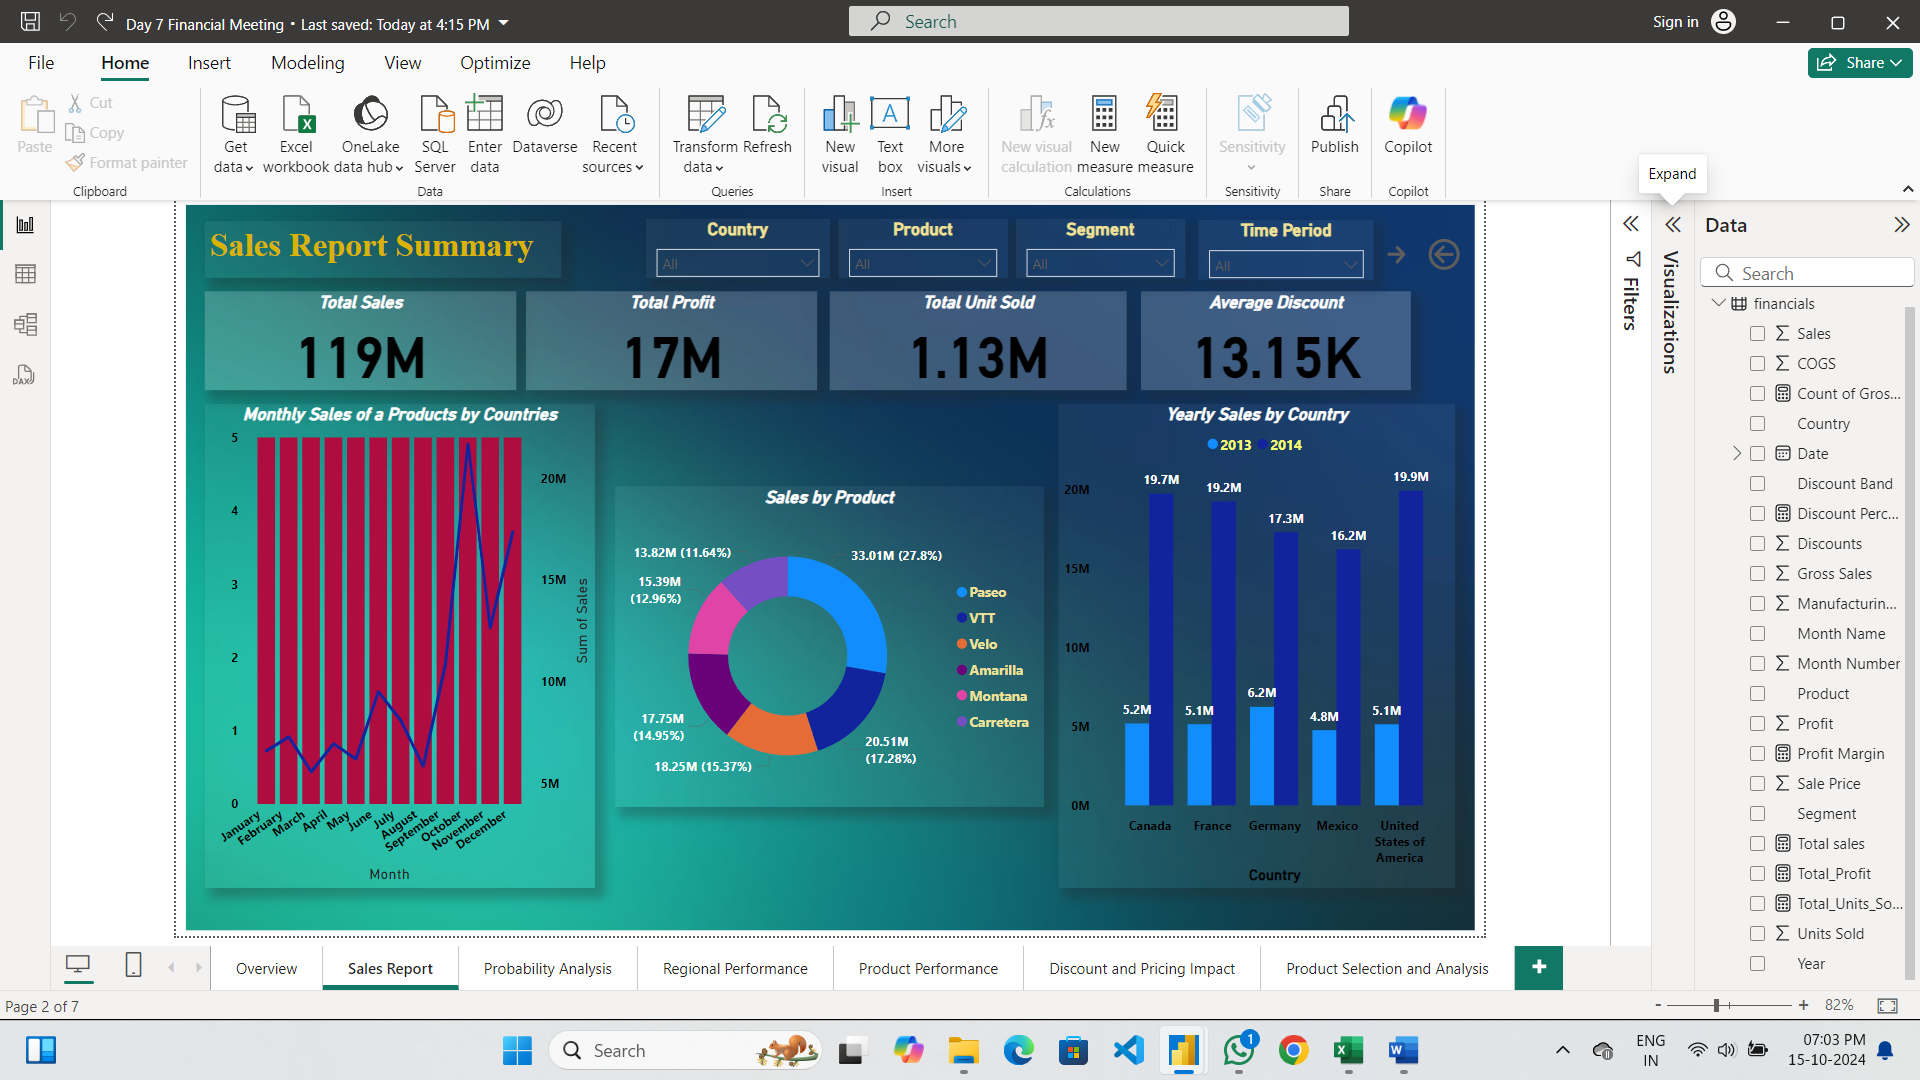 Day 7 Financial Meeting • Last saved: Today at 4:15 PM
Search
Sign in
File
Home
Insert
Modeling
View
Optimize
Help
Share
Paste
Cut
Copy
Format painter
Clipboard
Get data
Excel workbook
OneLake data hub
SQL Server
Enter data
Dataverse
Recent sources
Data
Transform data
Refresh
Queries
New visual
Text box
More visuals
Insert
New visual calculation
New measure
Quick measure
Calculations
Sensitivity
Sensitivity
Publish
Share
Copilot
Copilot
Expand
Sales Report Summary
Country
All
Product
All
Segment
All
Time Period
All
Total Sales
119M
Total Profit
17M
Total Unit Sold
1.13M
Average Discount
13.15K
Monthly Sales of a Products by Countries
5
4
3
2
1
0
20M
15M
10M
5M
Sum of Sales
January
February
March
April
May
June
July
August
September
October
November
December
Month
Sales by Product
33.01M (27.8%)
20.51M
(17.28%)
18.25M (15.37%)
17.75M
(14.95%)
15.39M
(12.96%)
13.82M (11.64%)
Paseo
VTT
Velo
Amarilla
Montana
Carretera
Yearly Sales by Country
2013 2014
20M
15M
10M
5M
0M
5.2M
19.7M
5.1M
19.2M
6.2M
17.3M
4.8M
16.2M
5.1M
19.9M
Canada
France
Germany
Mexico
United
States of
America
Country
Filters
Visualizations
Data
Search
financials
Sales
COGS
Count of Gros...
Country
Date
Discount Band
Discount Perc...
Discounts
Gross Sales
Manufacturin...
Month Name
Month Number
Product
Profit
Profit Margin
Sale Price
Segment
Total sales
Total_Profit
Total_Units_So...
Units Sold
Year
Overview
Sales Report
Probability Analysis
Regional Performance
Product Performance
Discount and Pricing Impact
Product Selection and Analysis
+
Page 2 of 7
- + 82%
Search
1
ENG
IN
07:03 PM
15-10-2024